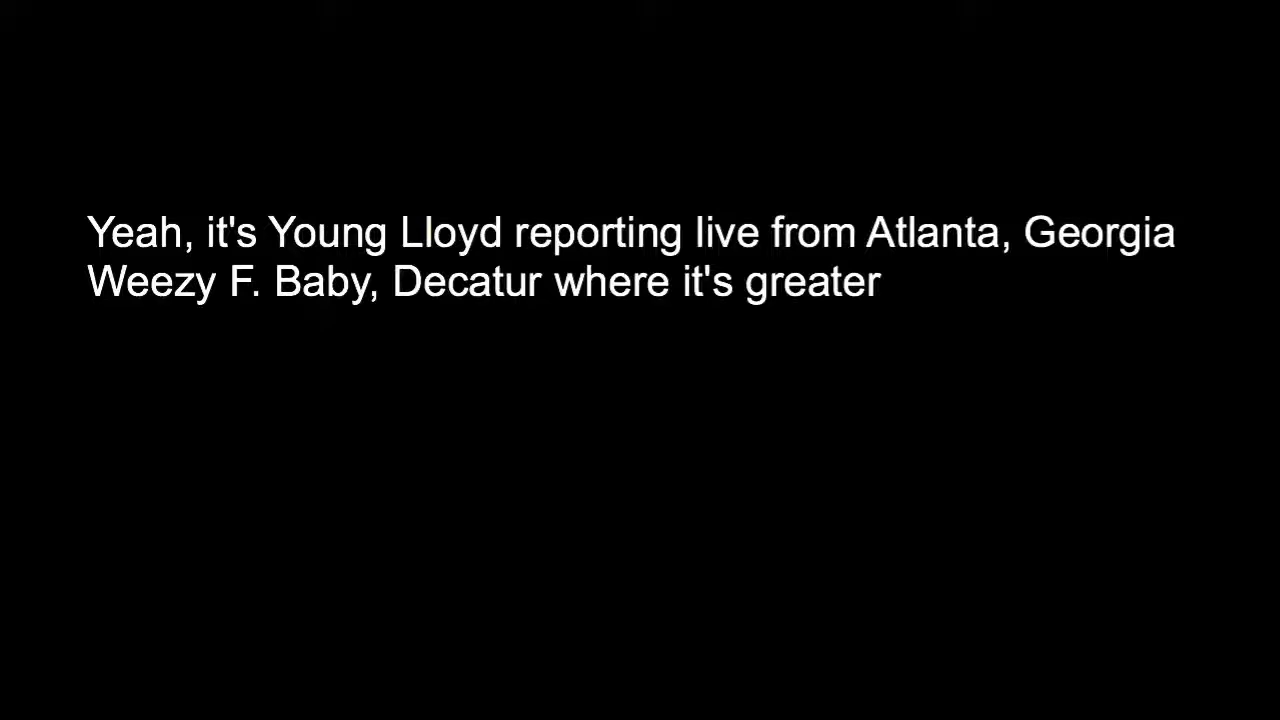 Yeah, it's Young Lloyd reporting live from Atlanta, Georgia
Weezy F. Baby, Decatur where it's greater